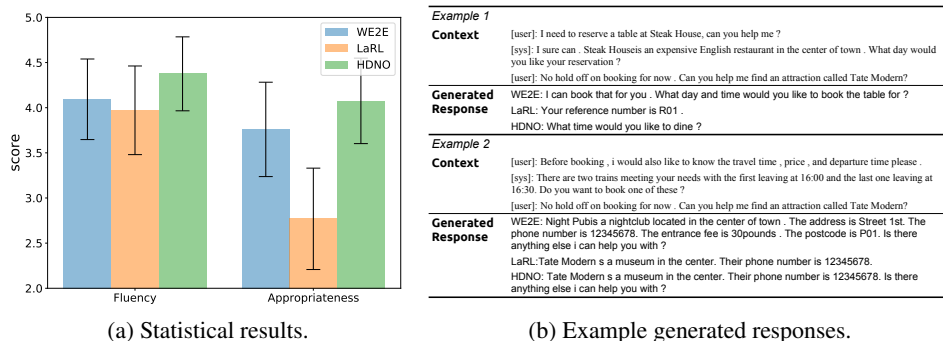 5.0
4.5
4.0
3.5
3.0
2.5
2.0
score
WE2E
LaRL
HDNO
Fluency
Appropriateness
(a) Statistical results.
Example 1
Context
[user]: I need to reserve a table at Steak House, can you help me ?
[sys]: I sure can . Steak Houseis an expensive English restaurant in the center of town . What day would
you like your reservation ?
[user]: No hold off on booking for now . Can you help me find an attraction called Tate Modern?
Generated
Response
WE2E: I can book that for you . What day and time would you like to book the table for ?
LaRL: Your reference number is R01 .
HDNO: What time would you like to dine ?
Example 2
Context
[user]: Before booking , i would also like to know the travel time , price , and departure time please .
[sys]: There are two trains meeting your needs with the first leaving at 16:00 and the last one leaving at
16:30. Do you want to book one of these ?
[user]: No hold off on booking for now . Can you help me find an attraction called Tate Modern?
Generated
Response
WE2E: Night Pubis a nightclub located in the center of town . The address is Street 1st. The
phone number is 12345678. The entrance fee is 30pounds . The postcode is P01. Is there
anything else i can help you with ?
LaRL:Tate Modern s a museum in the center. Their phone number is 12345678.
HDNO: Tate Modern s a museum in the center. Their phone number is 12345678. Is there
anything else i can help you with ?
(b) Example generated responses.